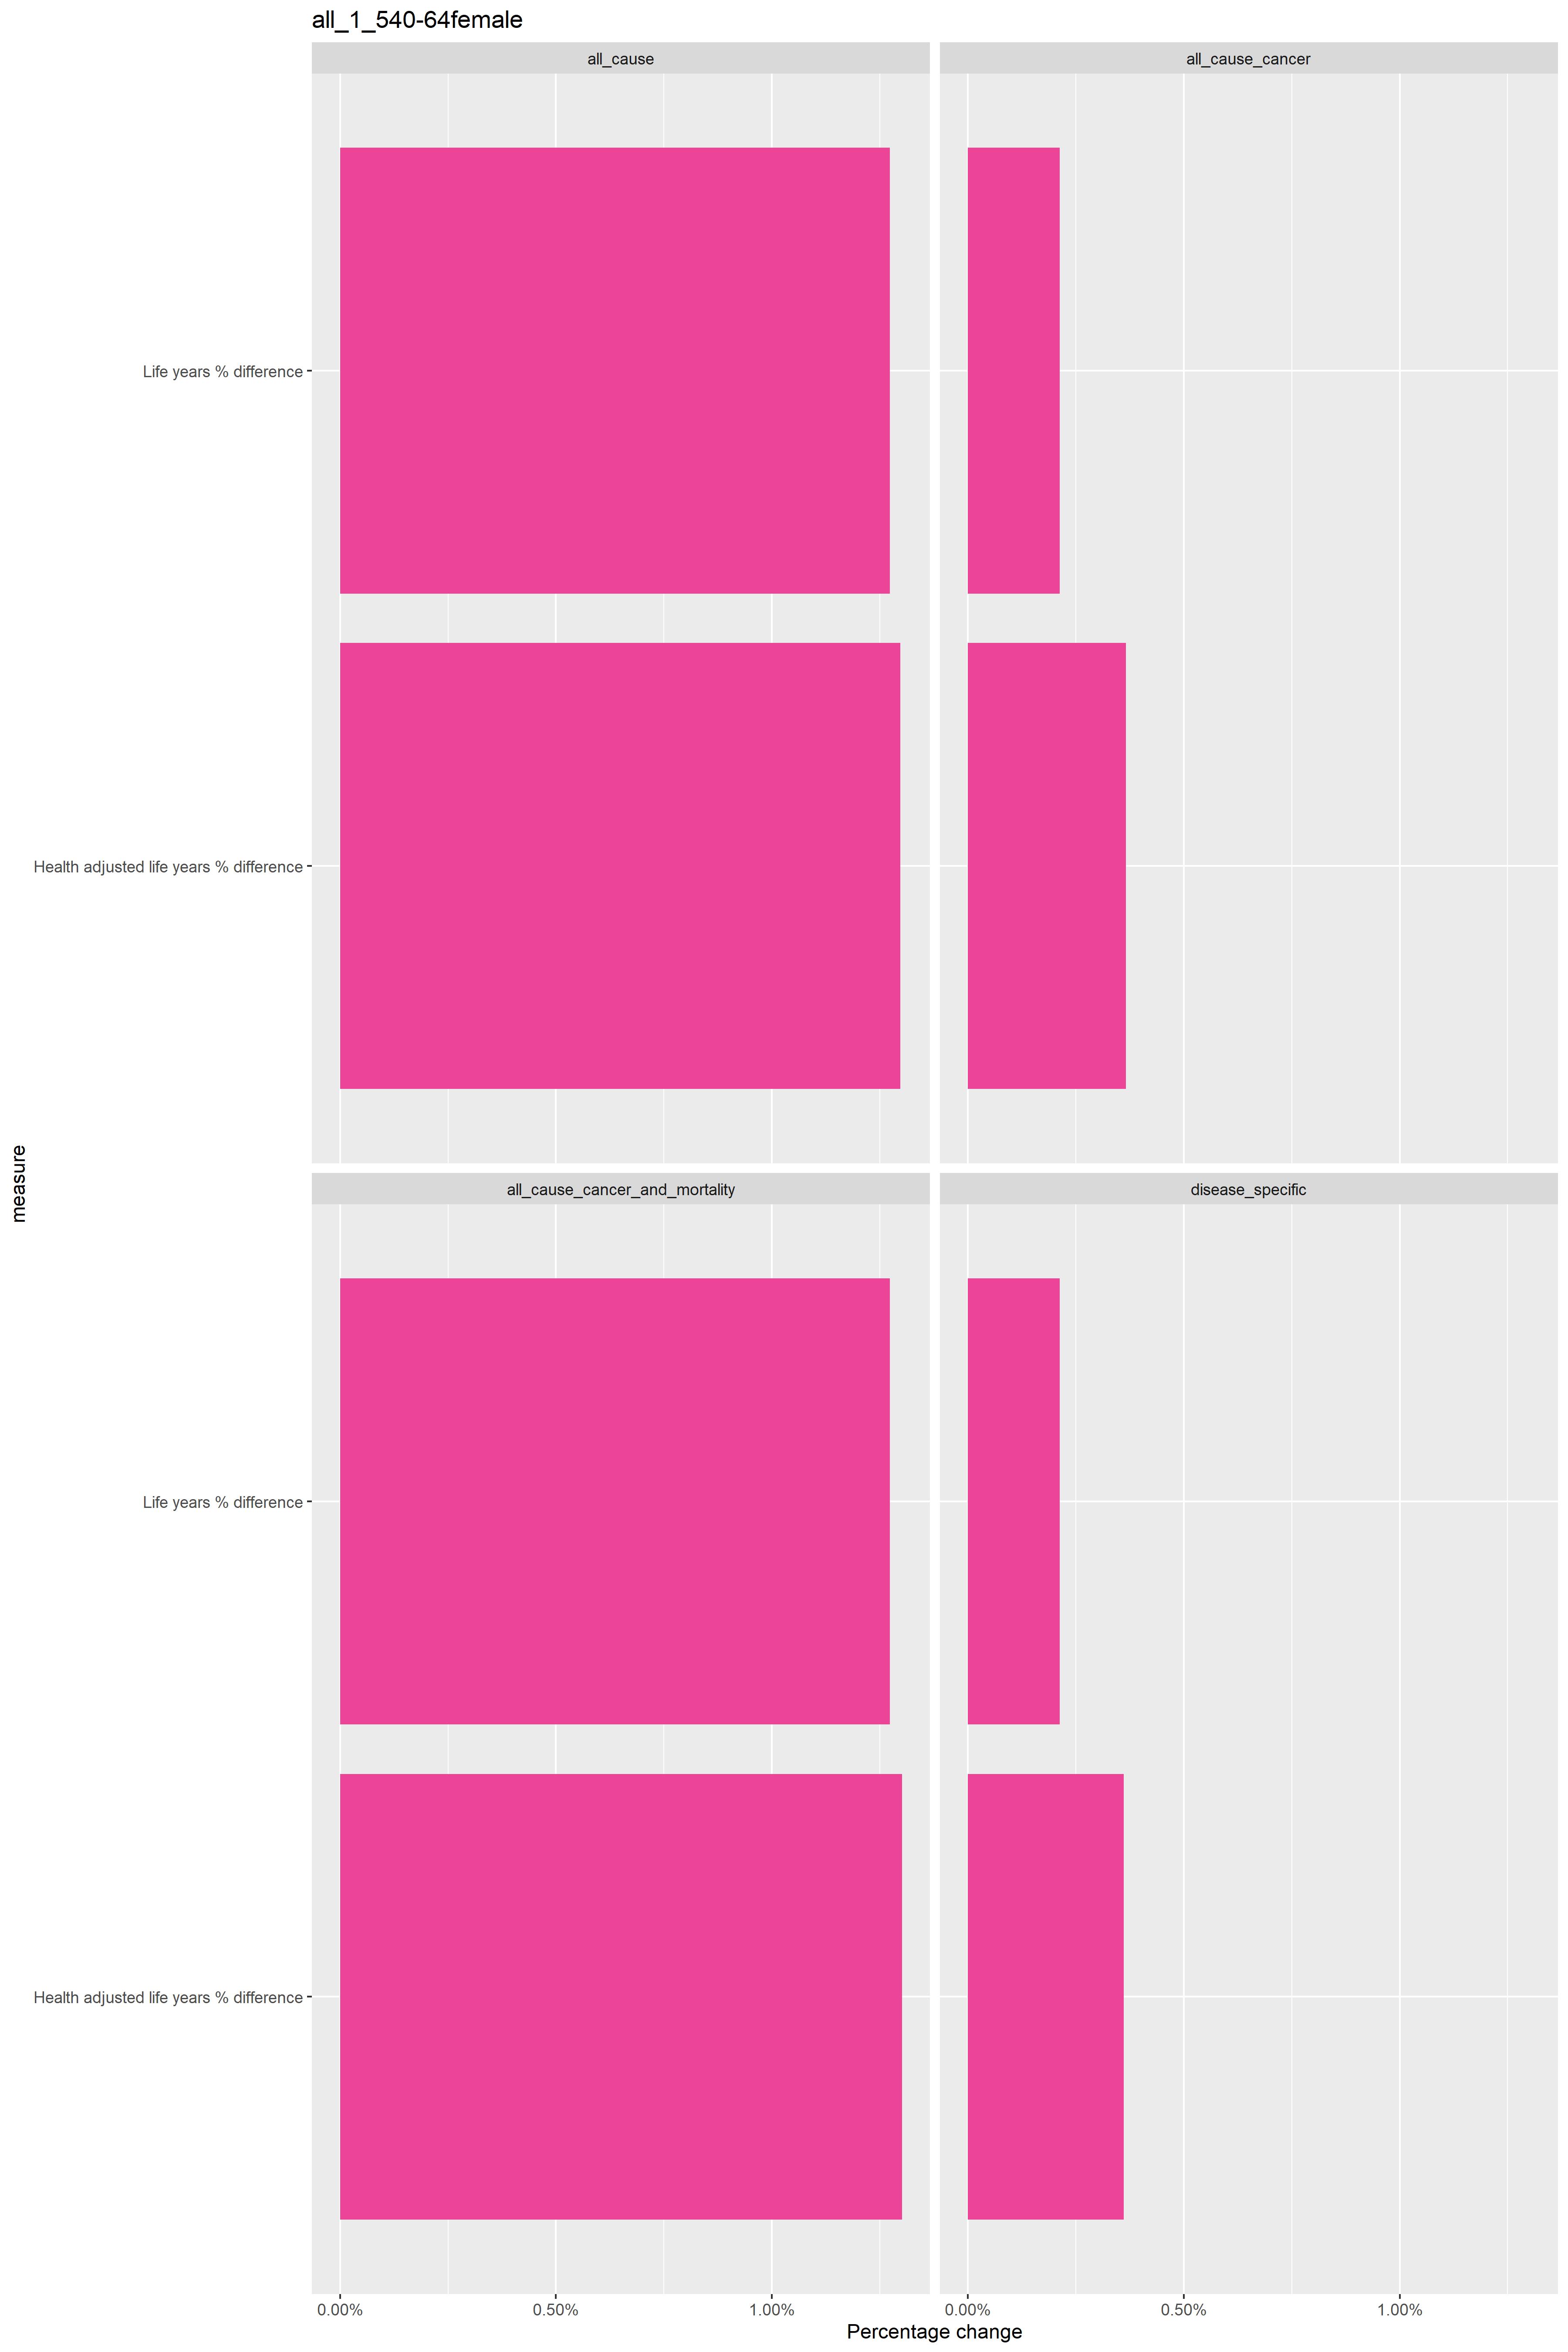 all_1_540-64female
all_cause
all_cause_cancer
Life years % difference
Health adjusted life years % difference
measure
all_cause_cancer_and_mortality
disease_specific
Life years % difference
Health adjusted life years % difference
0.00% 0.50% 1.00% 0.00% 0.50% 1.00%
Percentage change